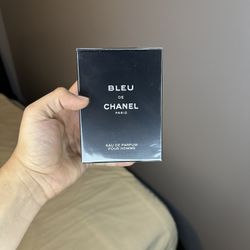 BLEU
DE
CHANEL
PARIS
EAU DE PARFUM
POUR HOMME